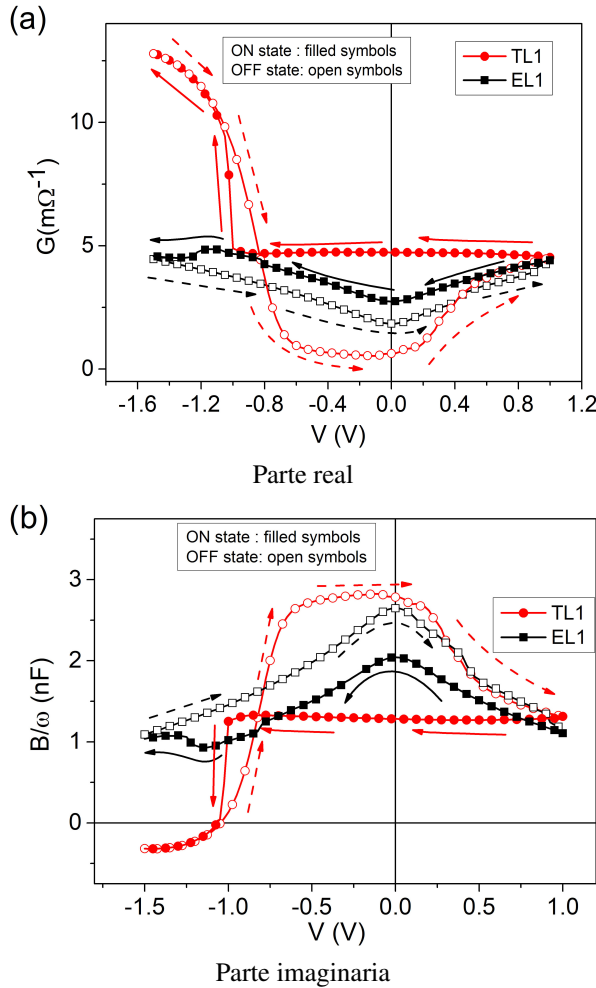 (a)
ON state : filled symbols
OFF state: open symbols
TL1
EL1
G(mΩ⁻¹)
10
5
0
-1.6 -1.2 -0.8 -0.4 0.0 0.4 0.8 1.2
V (V)
Parte real
(b)
ON state : filled symbols
OFF state: open symbols
TL1
EL1
B/ω (nF)
3
2
1
0
-1.5 -1.0 -0.5 0.0 0.5 1.0
V (V)
Parte imaginaria